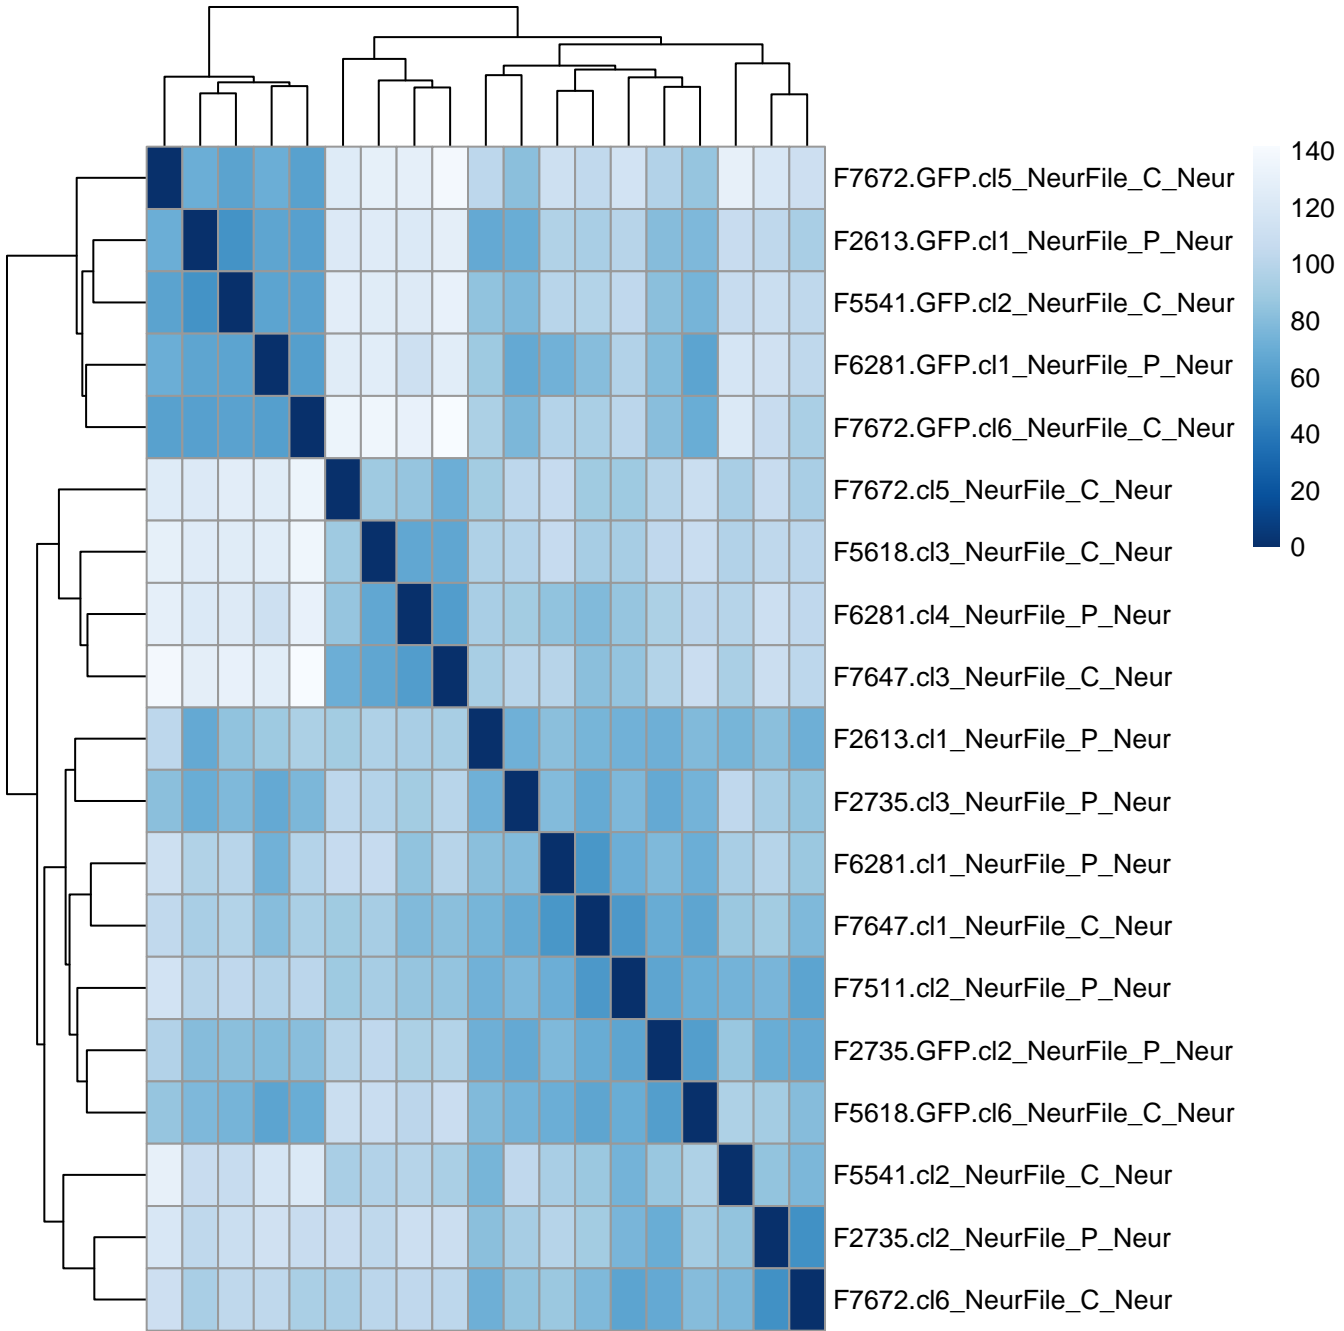 F7672.GFP.cl5_NeurFile_C_Neur
F2613.GFP.cl1_NeurFile_P_Neur
F5541.GFP.cl2_NeurFile_C_Neur
F6281.GFP.cl1_NeurFile_P_Neur
F7672.GFP.cl6_NeurFile_C_Neur
F7672.cl5_NeurFile_C_Neur
F5618.cl3_NeurFile_C_Neur
F6281.cl4_NeurFile_P_Neur
F7647.cl3_NeurFile_C_Neur
F2613.cl1_NeurFile_P_Neur
F2735.cl3_NeurFile_P_Neur
F6281.cl1_NeurFile_P_Neur
F7647.cl1_NeurFile_C_Neur
F7511.cl2_NeurFile_P_Neur
F2735.GFP.cl2_NeurFile_P_Neur
F5618.GFP.cl6_NeurFile_C_Neur
F5541.cl2_NeurFile_C_Neur
F2735.cl2_NeurFile_P_Neur
F7672.cl6_NeurFile_C_Neur
140
120
100
80
60
40
20
0